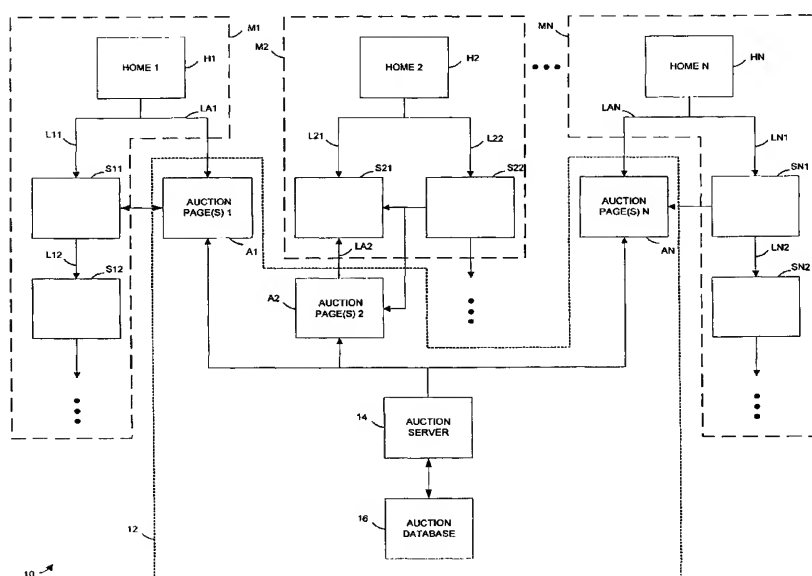 M1
M2
MN
HOME 1
H1
HOME 2
H2
HOME N
HN
L11
LA1
L21
L22
LAN
LN1
S11
S21
S22
SN1
AUCTION
PAGE(S) 1
A1
AUCTION
PAGE(S) N
AN
L12
S12
LA2
LN2
SN2
A2
AUCTION
PAGE(S) 2
14
AUCTION
SERVER
12
16
AUCTION
DATABASE
10